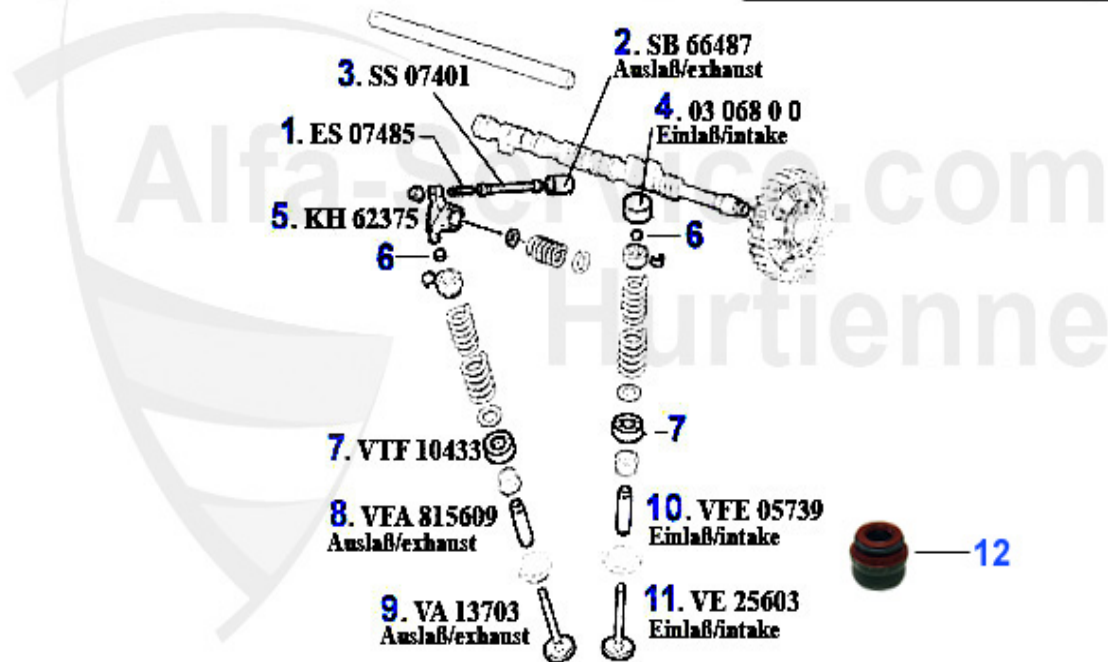 2. SB 66487
Auslaß/exhaust
3. SS 07401
4. 03 068 0 0
Einlaß/intake
1. ES 07485
Alfa-Service.com
5. KH 62375
6
6
Hurtienne
7. VTF 10433
7
8. VFA 815609
Auslaß/exhaust
10. VFE 05739
Einlaß/intake
12
9. VA 13703
Auslaß/exhaust
11. VE 25603
Einlaß/intake